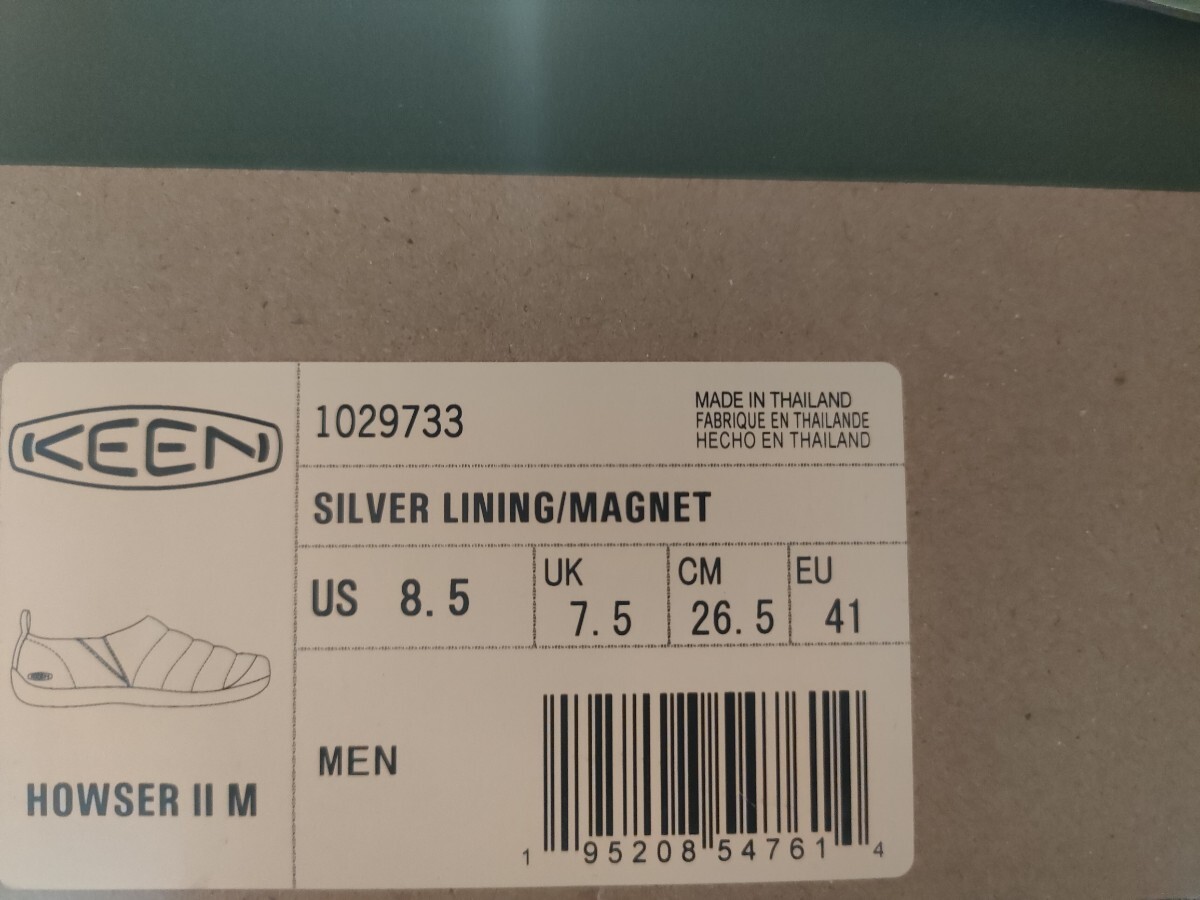 KEEN
1029733
MADE IN THAILAND
FABRIQUE EN THAILANDE
HECHO EN THAILAND
SILVER LINING/MAGNET
US 8.5
UK 7.5
CM 26.5
EU 41
MEN
HOWSER II M
1 95208 54761 4